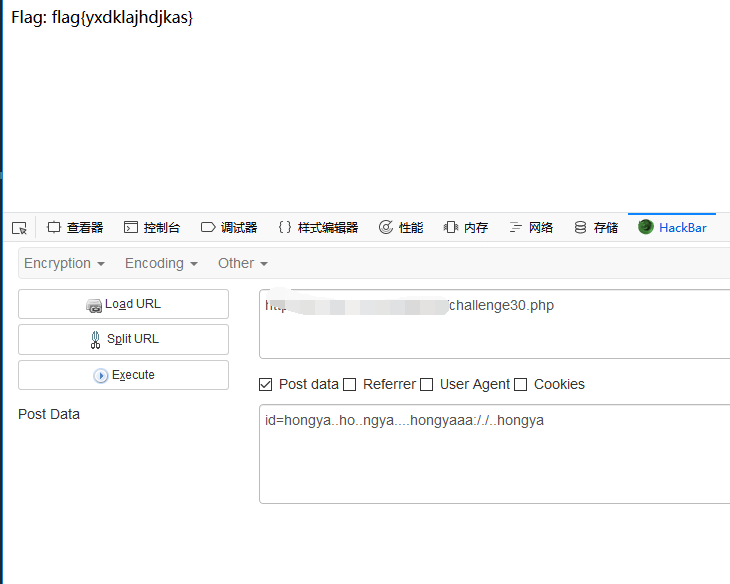 Flag: flag{yxdklajhdjkas}
查看器 控制台 调试器 {} 样式编辑器 性能 内存 网络 存储 HackBar
Encryption Encoding Other
Load URL
/challenge30.php
Split URL
Execute
Post data Referrer User Agent Cookies
Post Data
id=hongya..ho..ngya....hongyaaa:/./..hongya